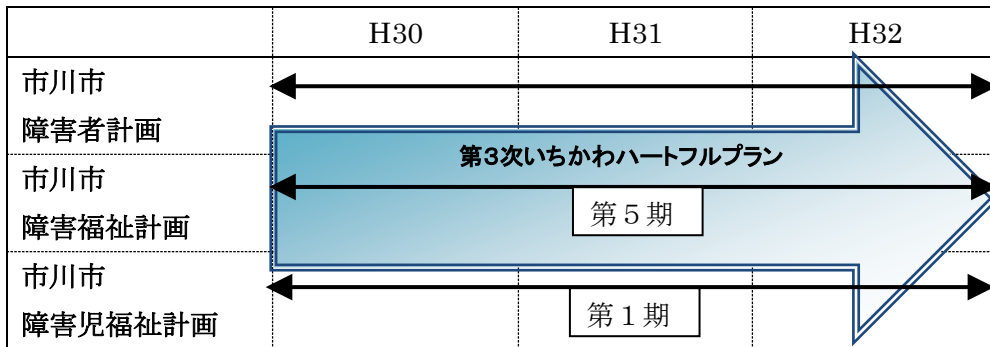 H30 H31 H32
市川市
障害者計画
第3次いちかわハートフルプラン
市川市
障害福祉計画
第５期
市川市
障害児福祉計画
第１期